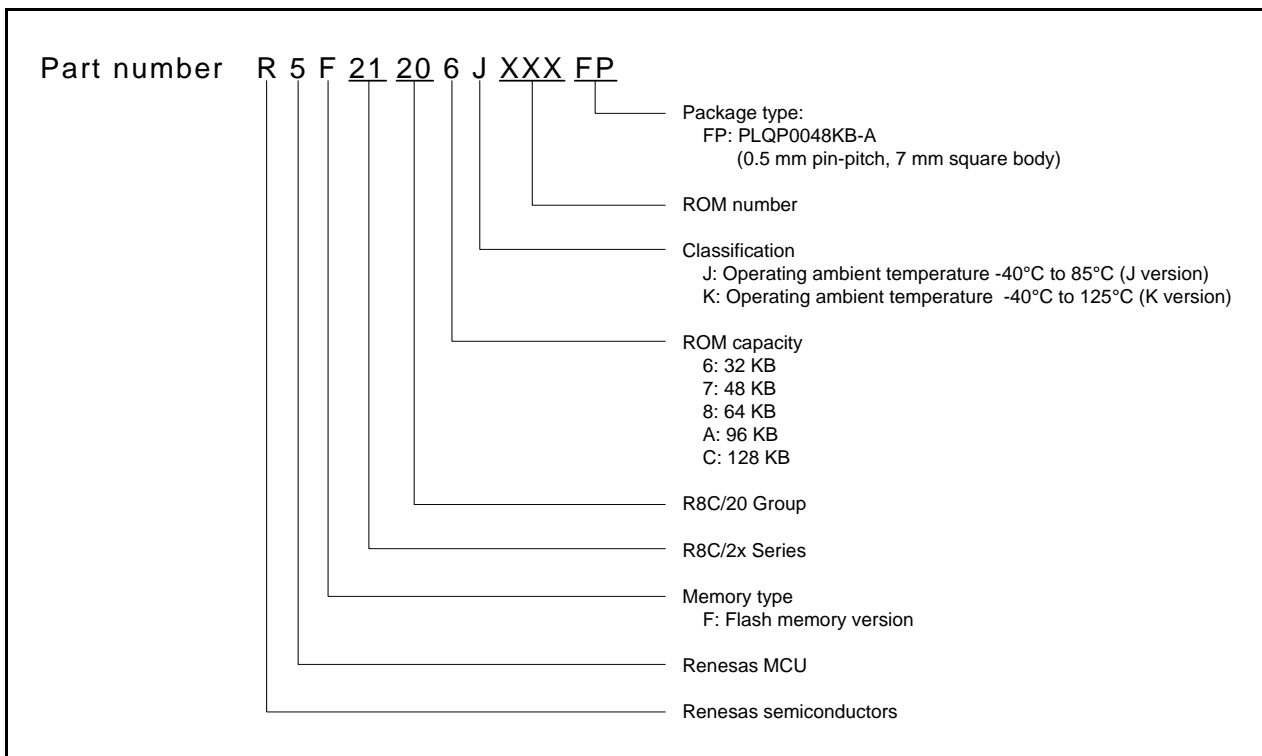 Part number R 5 F 21 20 6 J XXX FP
Package type:
FP: PLQP0048KB-A
(0.5 mm pin-pitch, 7 mm square body)
ROM number
Classification
J: Operating ambient temperature -40°C to 85°C (J version)
K: Operating ambient temperature -40°C to 125°C (K version)
ROM capacity
6: 32 KB
7: 48 KB
8: 64 KB
A: 96 KB
C: 128 KB
R8C/20 Group
R8C/2x Series
Memory type
F: Flash memory version
Renesas MCU
Renesas semiconductors